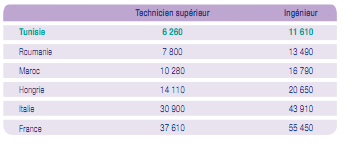 Technicien supérieur Ingénieur
Tunisie 6 260 11 610
Roumanie 7 800 13 490
Maroc 10 280 16 790
Hongrie 14 110 20 650
Italie 30 900 43 910
France 37 610 55 450